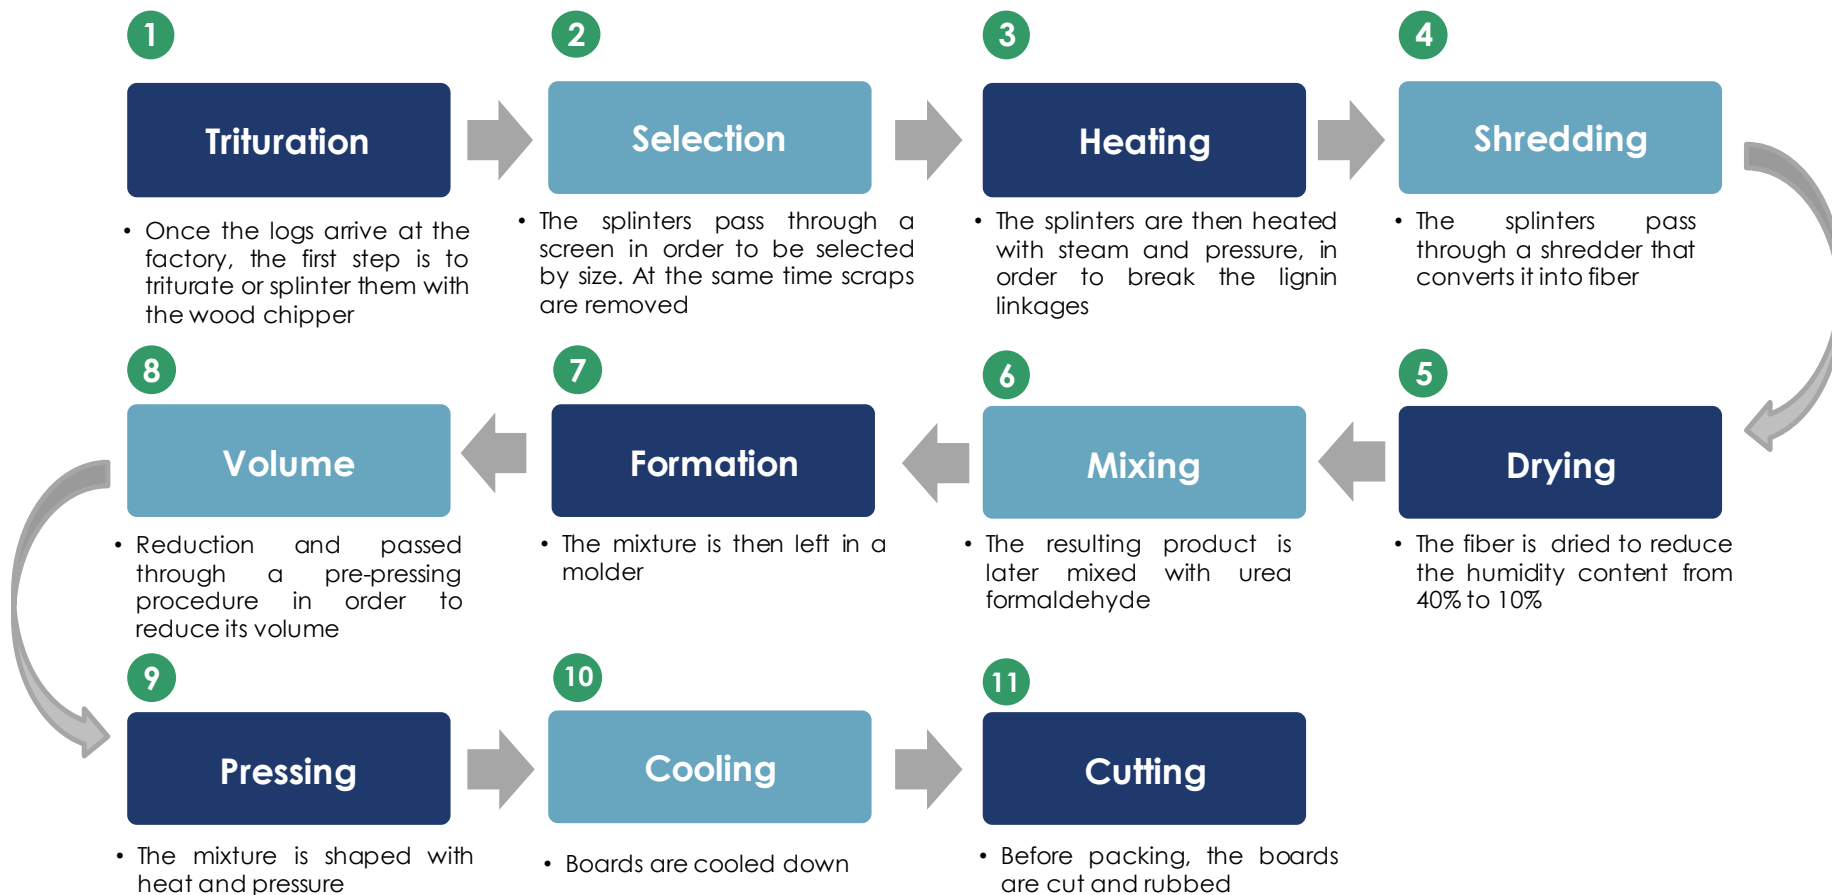 1
Trituration
• Once the logs arrive at the
factory, the first step is to
triturate or splinter them with
the wood chipper
2
Selection
• The splinters pass through a
screen in order to be selected
by size. At the same time scraps
are removed
3
Heating
• The splinters are then heated
with steam and pressure, in
order to break the lignin
linkages
4
Shredding
• The splinters pass
through a shredder that
converts it into fiber
5
Drying
• The fiber is dried to reduce
the humidity content from
40% to 10%
6
Mixing
• The resulting product is
later mixed with urea
formaldehyde
7
Formation
• The mixture is then left in a
molder
8
Volume
• Reduction and passed
through a pre-pressing
procedure in order to
reduce its volume
9
Pressing
• The mixture is shaped with
heat and pressure
10
Cooling
• Boards are cooled down
11
Cutting
• Before packing, the boards
are cut and rubbed